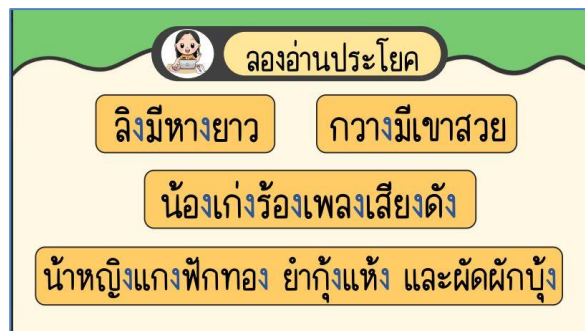 ลองอ่านประโยค
ลิงมีหางยาว กวางมีเขาสวย
น้องเก่งร้องเพลงเสียงดัง
น้าหญิงแกงฟักทอง ยำกุ้งแห้ง และผัดผักบุ้ง